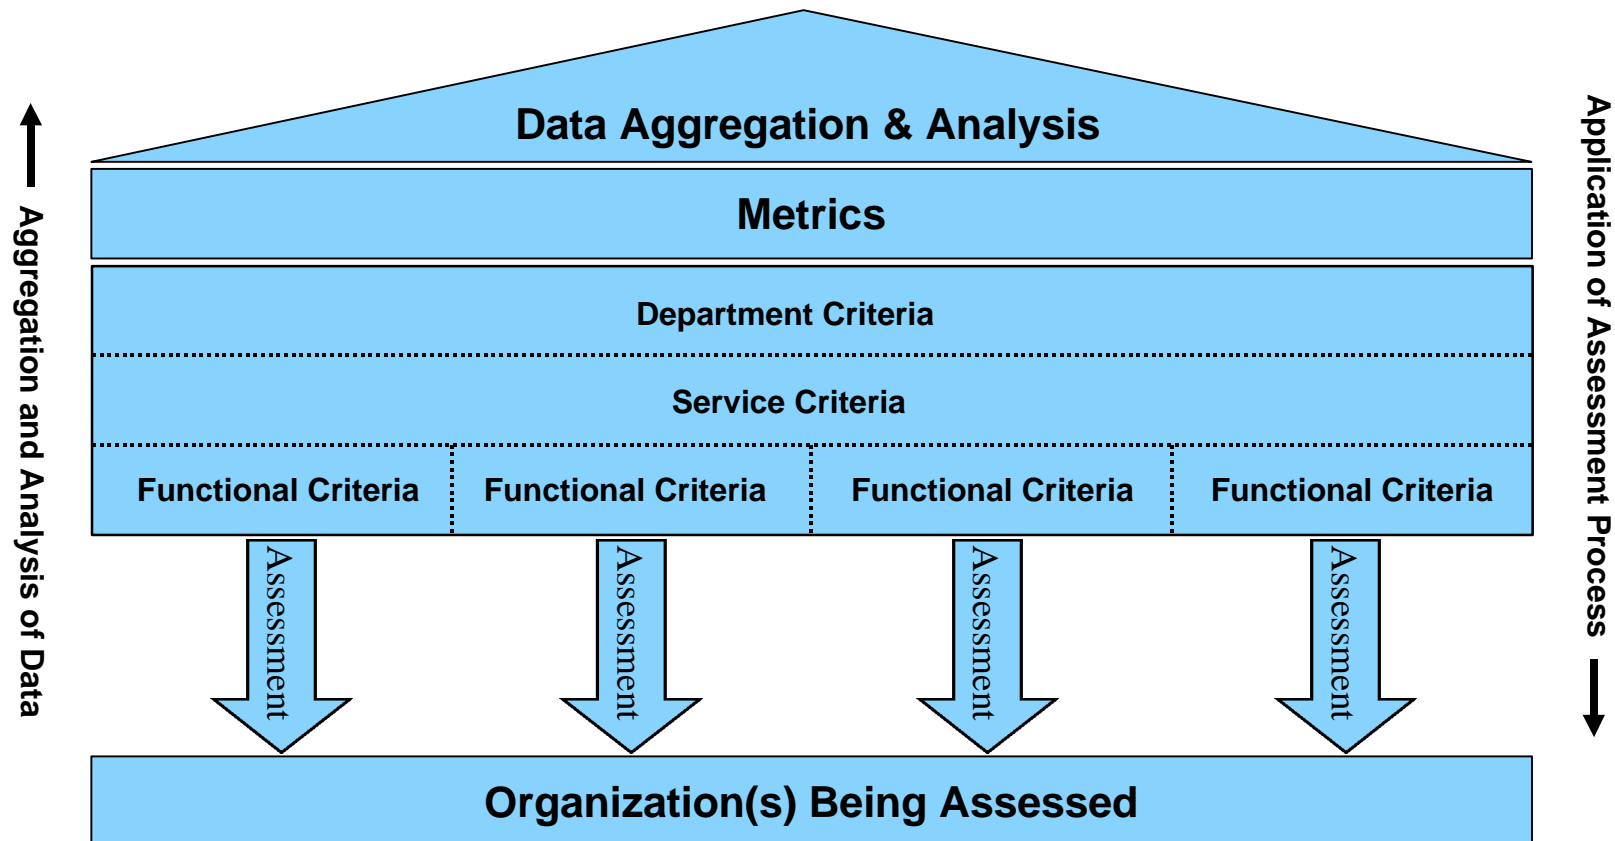 Data Aggregation & Analysis
Metrics
Department Criteria
Service Criteria
Functional Criteria
Functional Criteria
Functional Criteria
Functional Criteria
Assessment
Assessment
Assessment
Assessment
Organization(s) Being Assessed
Aggregation and Analysis of Data
Application of Assessment Process